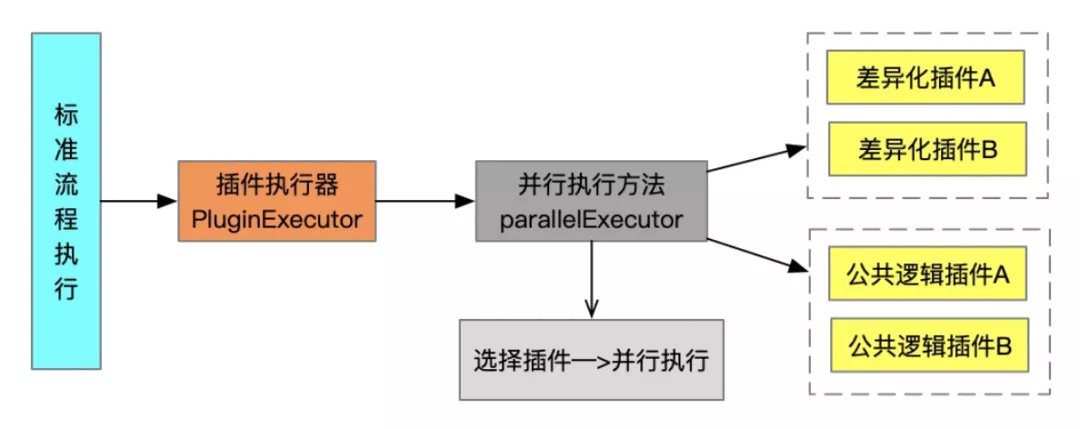 标准流程执行
插件执行器
PluginExecutor
并行执行方法
parallelExecutor
选择插件—>并行执行
差异化插件A
差异化插件B
公共逻辑插件A
公共逻辑插件B